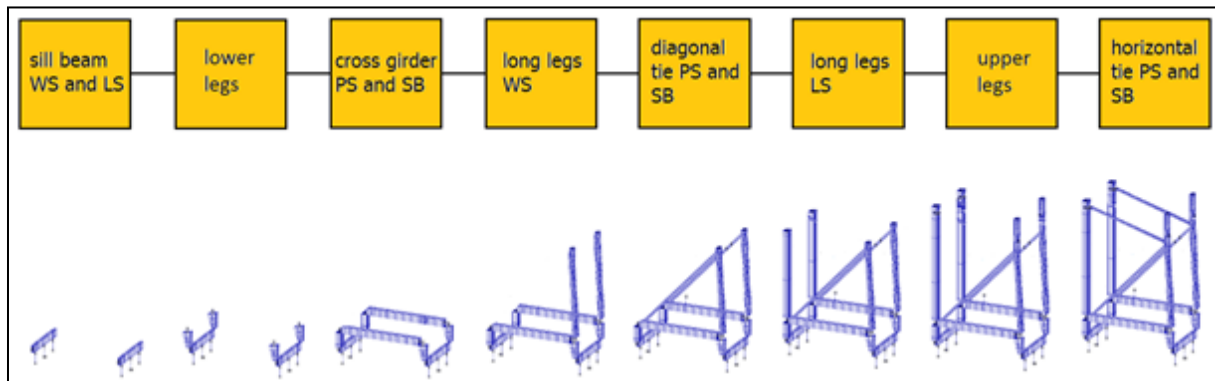 sill beam
WS and LS
lower
legs
cross girder
PS and SB
long legs
WS
diagonal
tie PS and
SB
long legs
LS
upper
legs
horizontal
tie PS and
SB